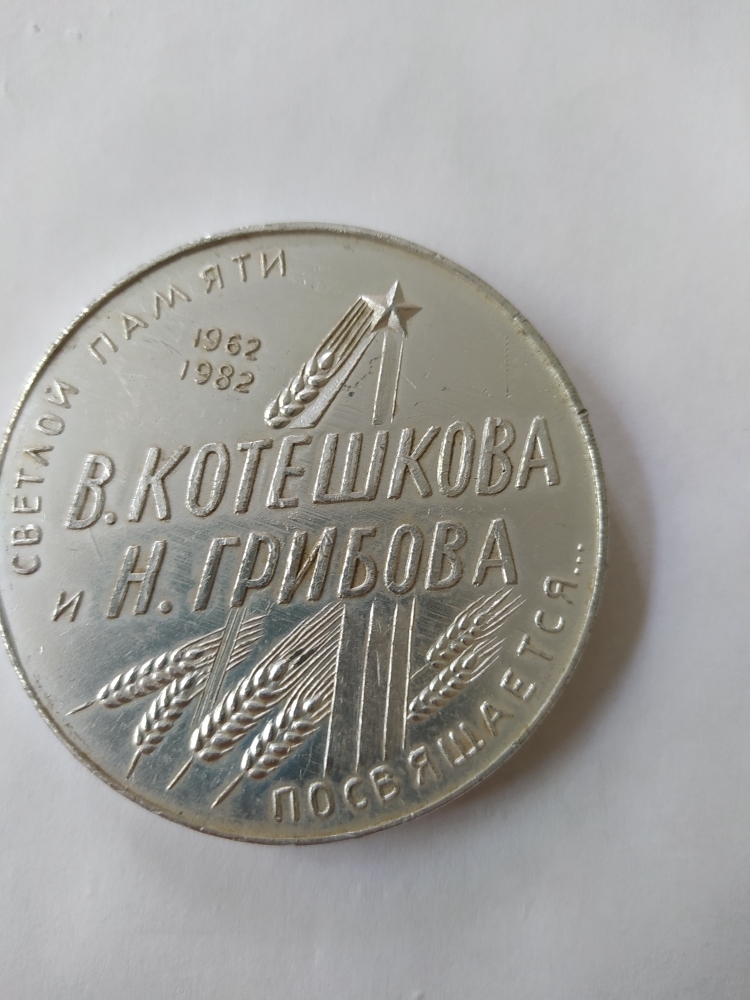 СВЕТЛОЙ ПАМЯТИ
1962
1982
В. КОТЕШКОВА
и Н. ГРИБОВА
ПОСВЯЩАЕТСЯ...